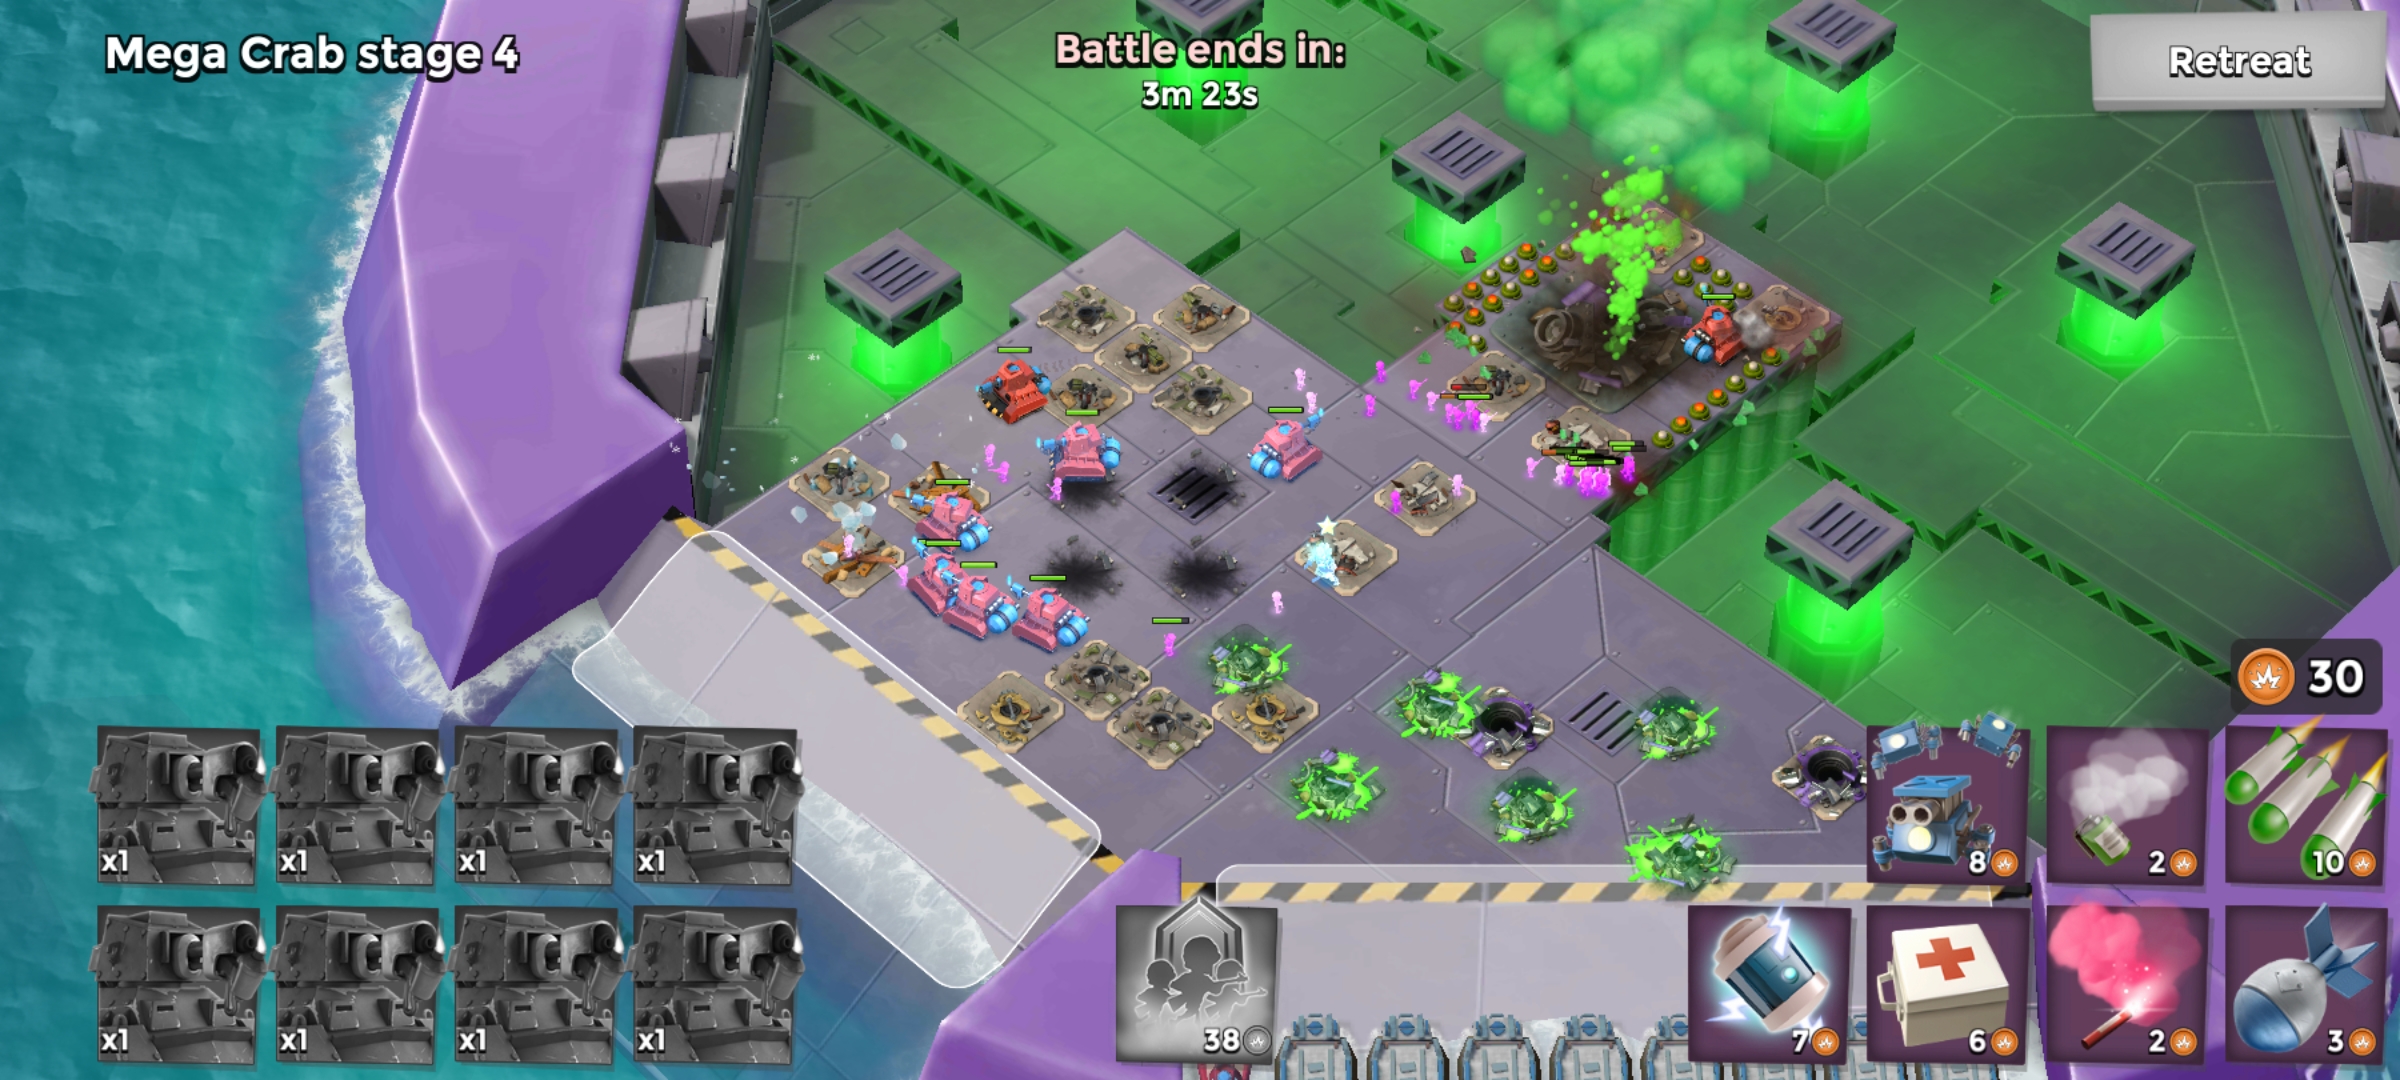 Mega Crab stage 4
Battle ends in:
3m 23s
Retreat
30
x1
x1
x1
x1
8
2
10
x1
x1
x1
x1
38
7
6
2
3